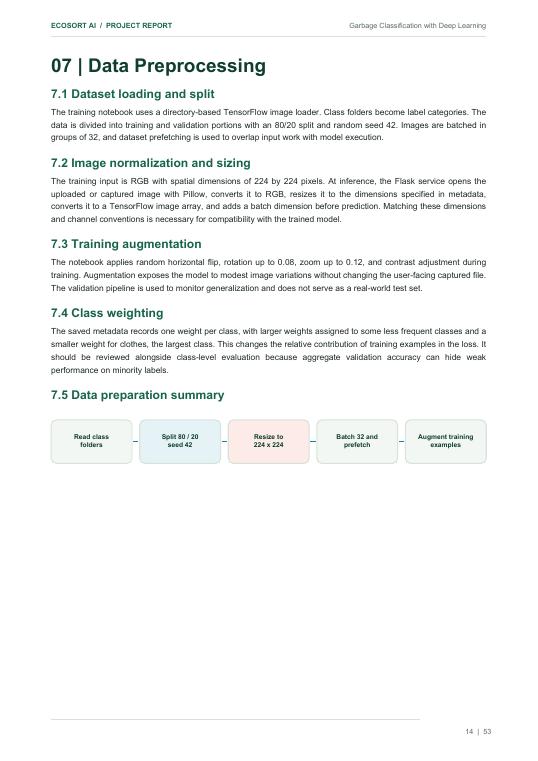 ECOSORT AI / PROJECT REPORT
Garbage Classification with Deep Learning
07 | Data Preprocessing
7.1 Dataset loading and split
The training notebook uses a directory-based TensorFlow image loader. Class folders become label categories. The
data is divided into training and validation portions with an 80/20 split and random seed 42. Images are batched in
groups of 32, and dataset prefetching is used to overlap input work with model execution.
7.2 Image normalization and sizing
The training input is RGB with spatial dimensions of 224 by 224 pixels. At inference, the Flask service opens the
uploaded or captured image with Pillow, converts it to RGB, resizes it to the dimensions specified in metadata,
converts it to a TensorFlow image array, and adds a batch dimension before prediction. Matching these dimensions
and channel conventions is necessary for compatibility with the trained model.
7.3 Training augmentation
The notebook applies random horizontal flip, rotation up to 0.08, zoom up to 0.12, and contrast adjustment during
training. Augmentation exposes the model to modest image variations without changing the user-facing captured file.
The validation pipeline is used to monitor generalization and does not serve as a real-world test set.
7.4 Class weighting
The saved metadata records one weight per class, with larger weights assigned to some less frequent classes and a
smaller weight for clothes, the largest class. This changes the relative contribution of training examples in the loss. It
should be reviewed alongside class-level evaluation because aggregate validation accuracy can hide weak
performance on minority labels.
7.5 Data preparation summary
Read class
folders
Split 80 / 20
seed 42
Resize to
224 x 224
Batch 32 and
prefetch
Augment training
examples
14 | 53